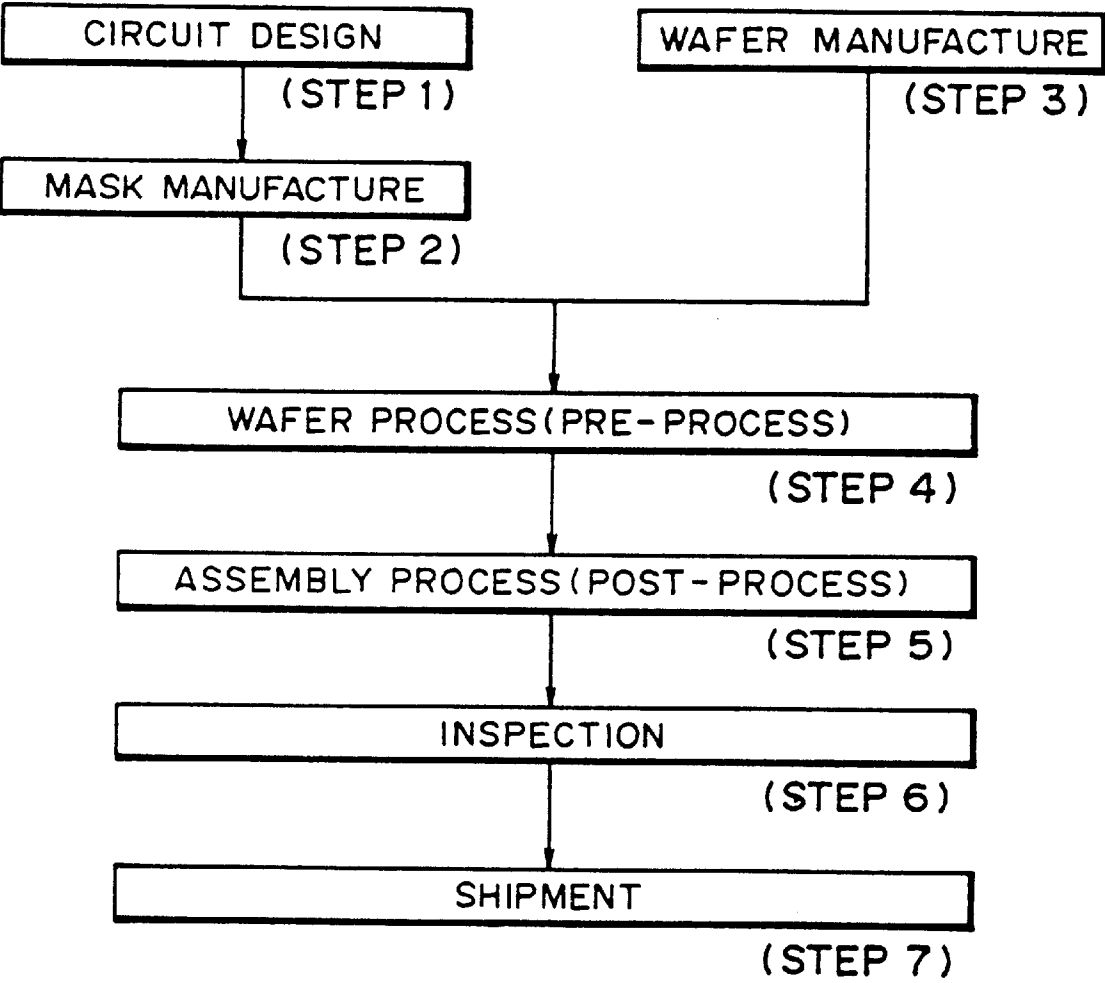 CIRCUIT DESIGN
(STEP 1)
WAFER MANUFACTURE
(STEP 3)
MASK MANUFACTURE
(STEP 2)
WAFER PROCESS(PRE-PROCESS)
(STEP 4)
ASSEMBLY PROCESS(POST-PROCESS)
(STEP 5)
INSPECTION
(STEP 6)
SHIPMENT
(STEP 7)